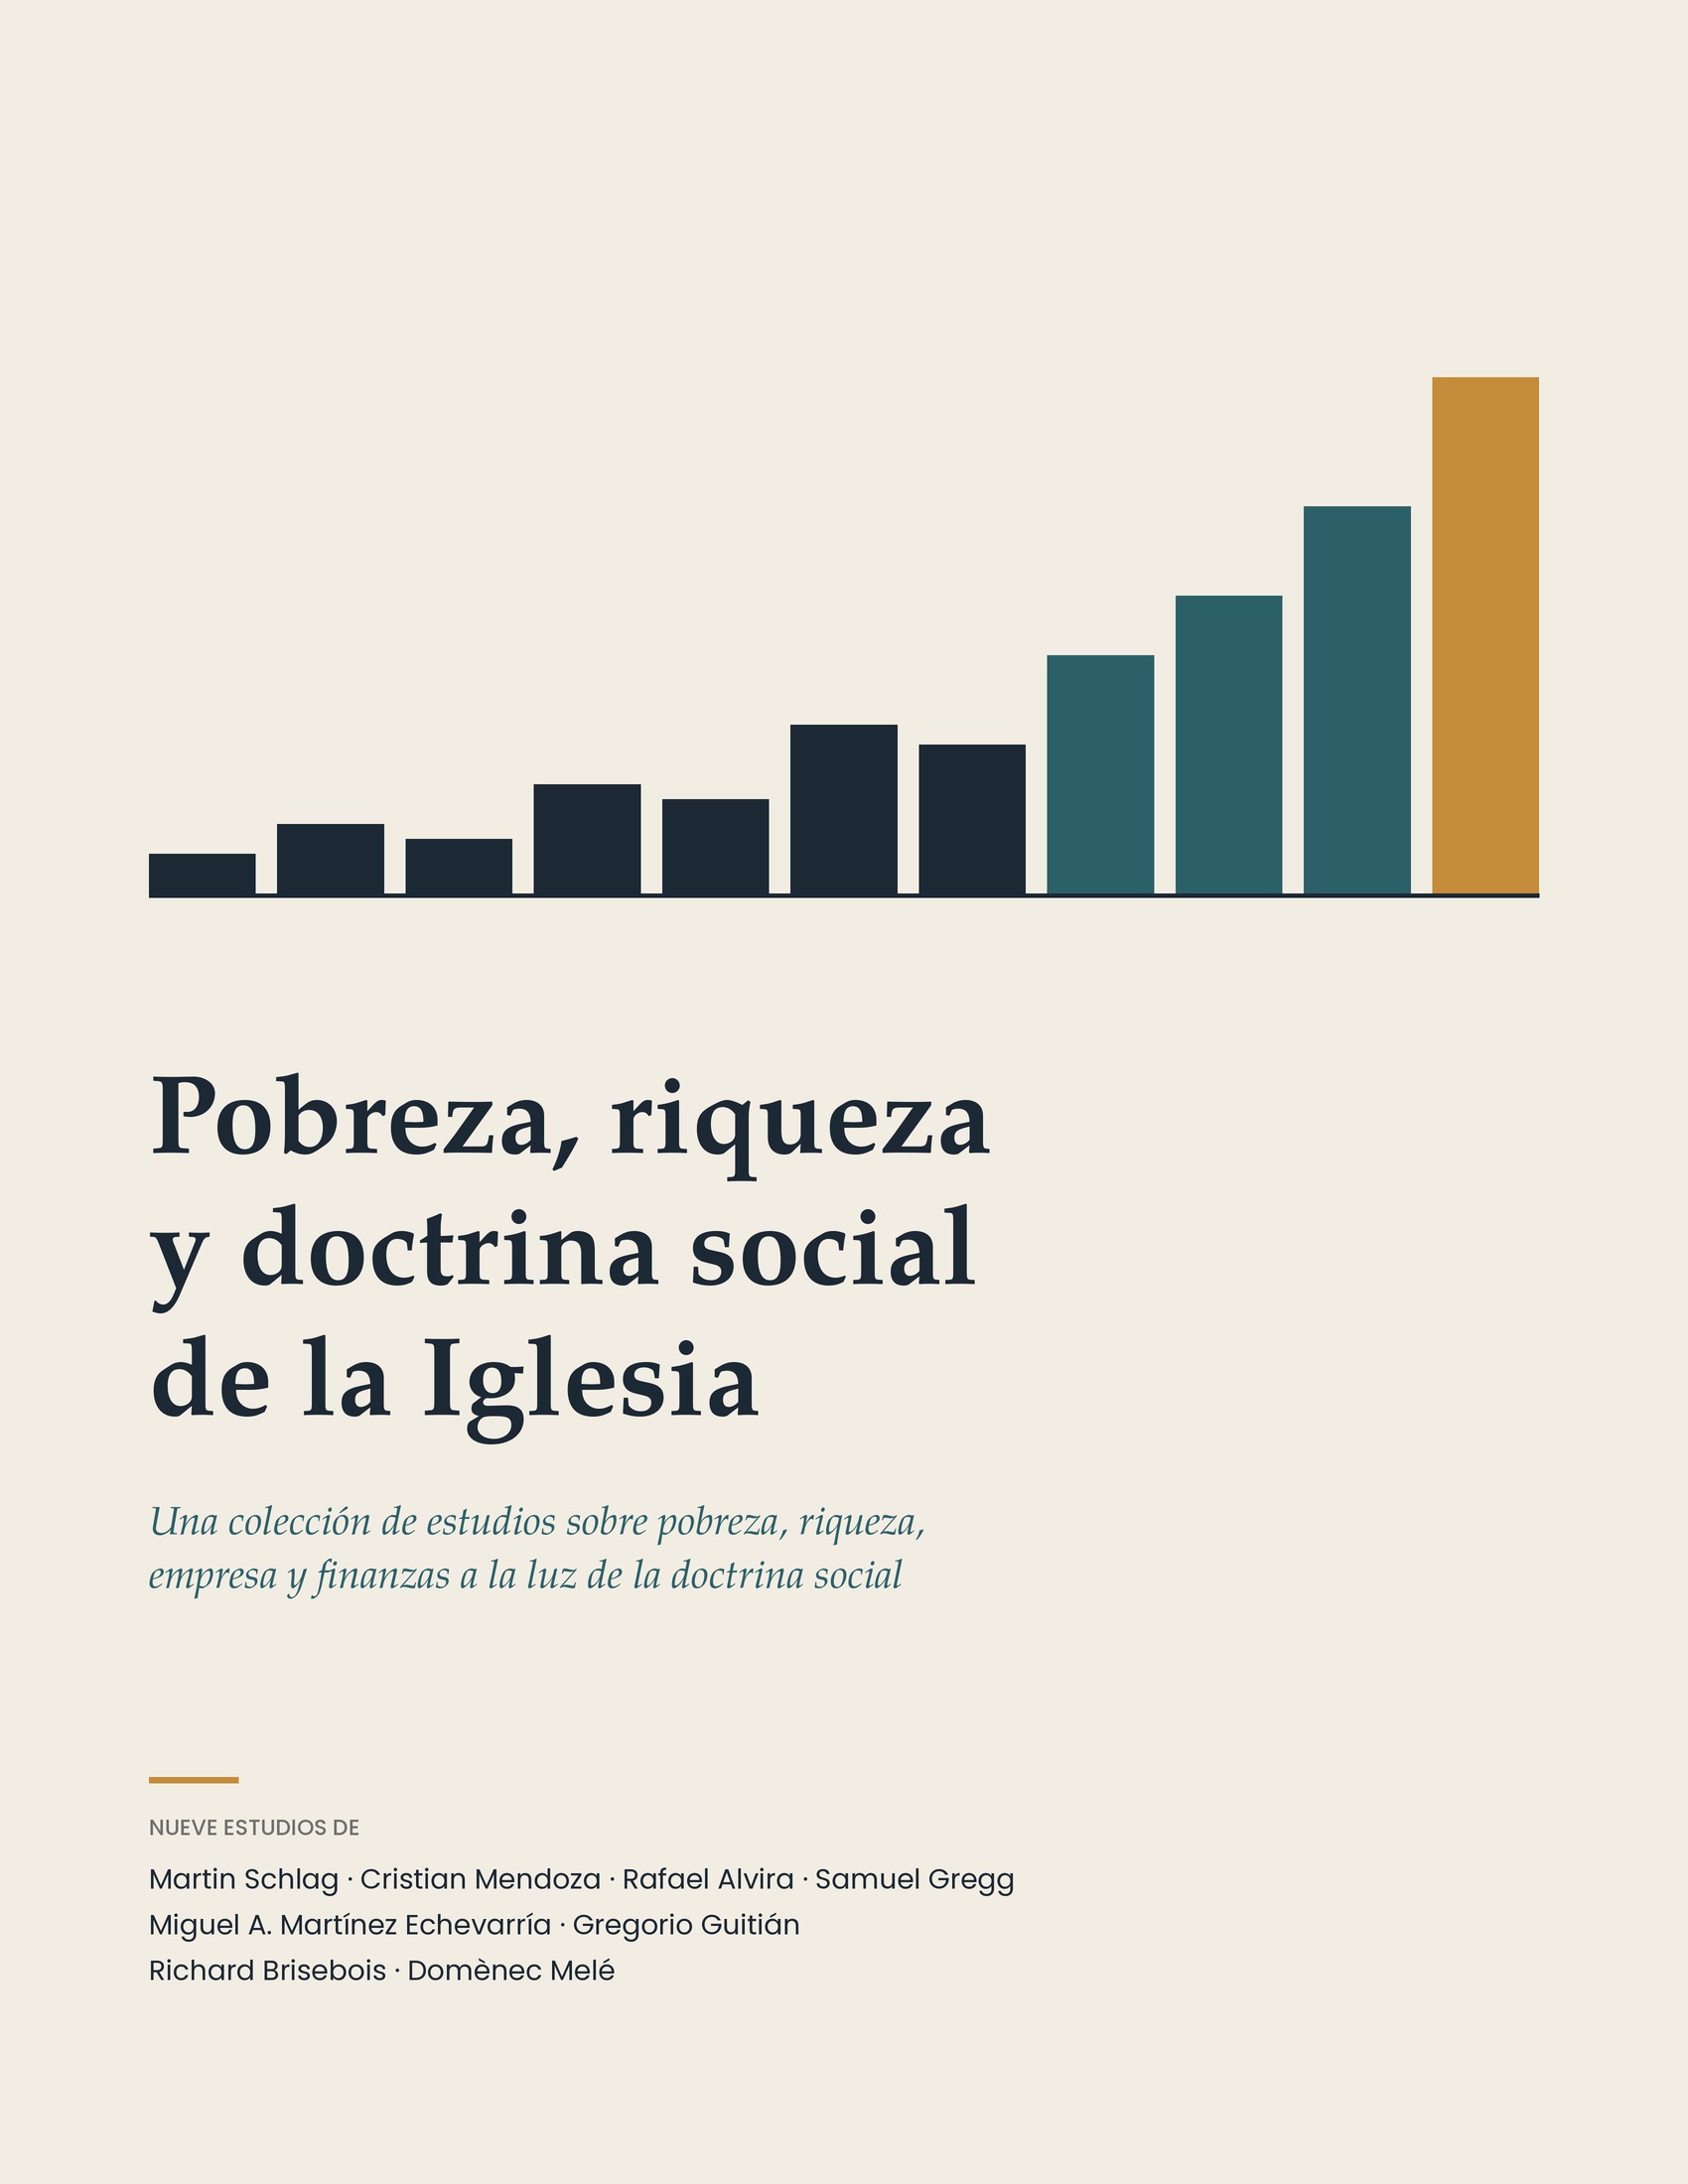 Pobreza, riqueza
y doctrina social
de la Iglesia
Una colección de estudios sobre pobreza, riqueza,
empresa y finanzas a la luz de la doctrina social
NUEVE ESTUDIOS DE
Martin Schlag · Cristian Mendoza · Rafael Alvira · Samuel Gregg
Miguel A. Martínez Echevarría · Gregorio Guitián
Richard Brisebois · Domènec Melé